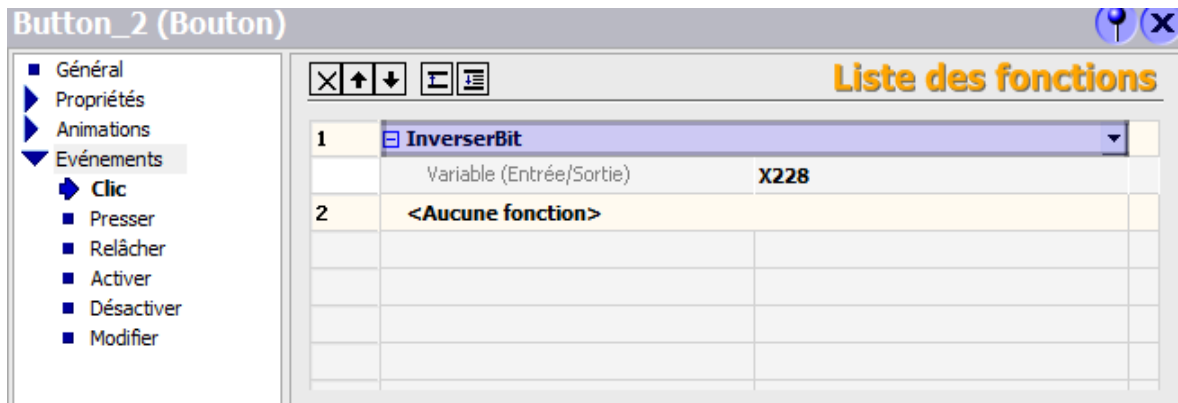 Button_2 (Bouton)
Général
Propriétés
Animations
Evénements
Clic
Presser
Relâcher
Activer
Désactiver
Modifier
Liste des fonctions
1 InverserBit
Variable (Entrée/Sortie) X228
2 <Aucune fonction>